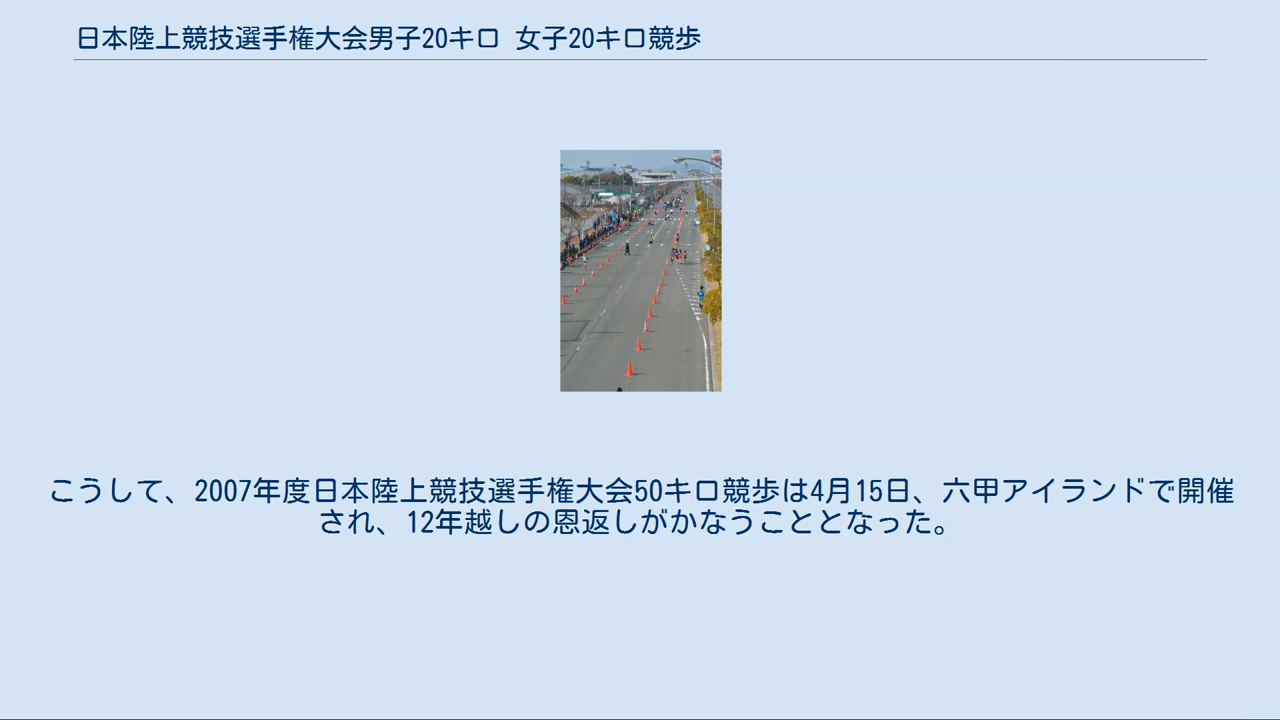 日本陸上競技選手権大会男子20キロ 女子20キロ競歩
こうして、2007年度日本陸上競技選手権大会50キロ競歩は4月15日、六甲アイランドで開催
され、12年越しの恩返しがかなうこととなった。